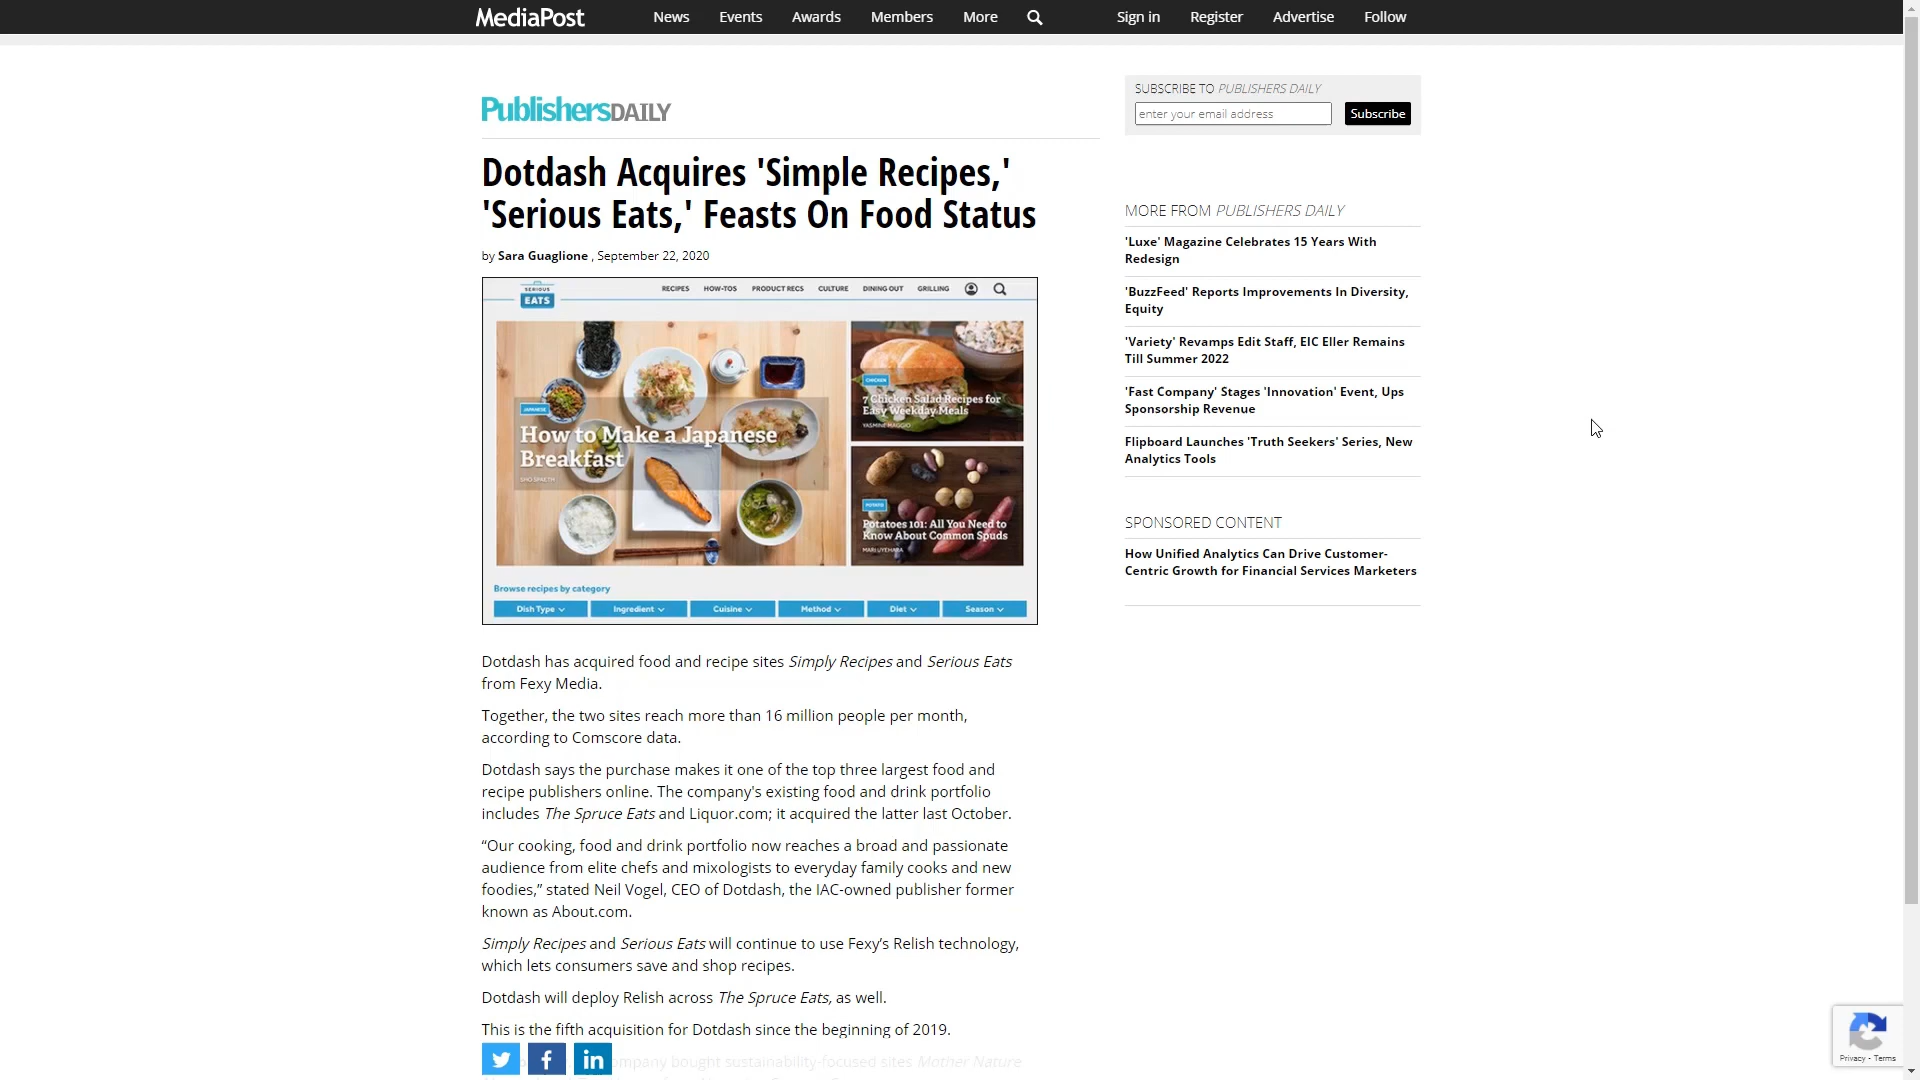 MediaPost News Events Awards Members More Sign in Register Advertise Follow
PublishersDAILY
Dotdash Acquires 'Simple Recipes,'
'Serious Eats,' Feasts On Food Status
by Sara Guaglione , September 22, 2020
SERIOUS
EATS
RECIPES HOW-TOS PRODUCT RECS CULTURE DINING OUT GRILLING
JAPANESE
How to Make a Japanese
Breakfast
SHO SPAETH
CHICKEN
7 Chicken Salad Recipes for
Easy Weekday Meals
YASMINE MAGGIO
POTATO
Potatoes 101: All You Need to
Know About Common Spuds
MARI UYEHARA
Browse recipes by category
Dish Type Ingredient Cuisine Method Diet Season
Dotdash has acquired food and recipe sites Simply Recipes and Serious Eats
from Fexy Media.
Together, the two sites reach more than 16 million people per month,
according to Comscore data.
Dotdash says the purchase makes it one of the top three largest food and
recipe publishers online. The company's existing food and drink portfolio
includes The Spruce Eats and Liquor.com; it acquired the latter last October.
“Our cooking, food and drink portfolio now reaches a broad and passionate
audience from elite chefs and mixologists to everyday family cooks and new
foodies,” stated Neil Vogel, CEO of Dotdash, the IAC-owned publisher former
known as About.com.
Simply Recipes and Serious Eats will continue to use Fexy’s Relish technology,
which lets consumers save and shop recipes.
Dotdash will deploy Relish across The Spruce Eats, as well.
This is the fifth acquisition for Dotdash since the beginning of 2019.
bought sustainability-focused sites Mother Nature
SUBSCRIBE TO PUBLISHERS DAILY
enter your email address Subscribe
MORE FROM PUBLISHERS DAILY
'Luxe' Magazine Celebrates 15 Years With
Redesign
'BuzzFeed' Reports Improvements In Diversity,
Equity
'Variety' Revamps Edit Staff, EIC Eller Remains
Till Summer 2022
'Fast Company' Stages 'Innovation' Event, Ups
Sponsorship Revenue
Flipboard Launches 'Truth Seekers' Series, New
Analytics Tools
SPONSORED CONTENT
How Unified Analytics Can Drive Customer-
Centric Growth for Financial Services Marketers
Privacy - Terms